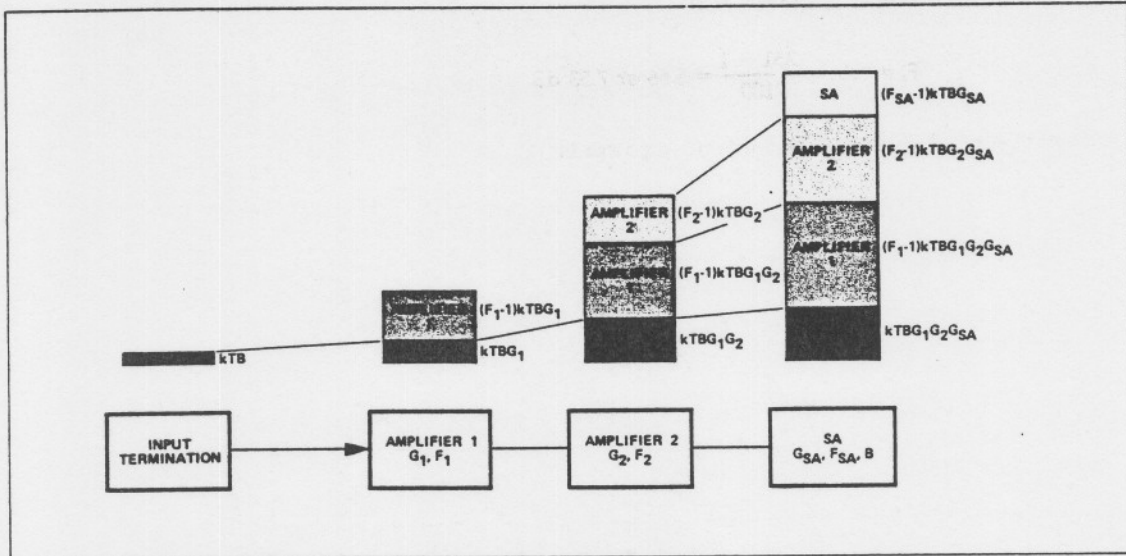 SA (F_SA-1)kTBG_SA
AMPLIFIER 2 (F_2-1)kTBG_2G_SA
AMPLIFIER 2 (F_2-1)kTBG_2
AMPLIFIER (F_1-1)kTBG_1G_2G_SA
AMPLIFIER (F_1-1)kTBG_1G_2
(F_1-1)kTBG_1
kTBG_1G_2G_SA
kTBG_1G_2
kTBG_1
kTB
INPUT TERMINATION
AMPLIFIER 1
G_1, F_1
AMPLIFIER 2
G_2, F_2
SA
G_SA, F_SA, B